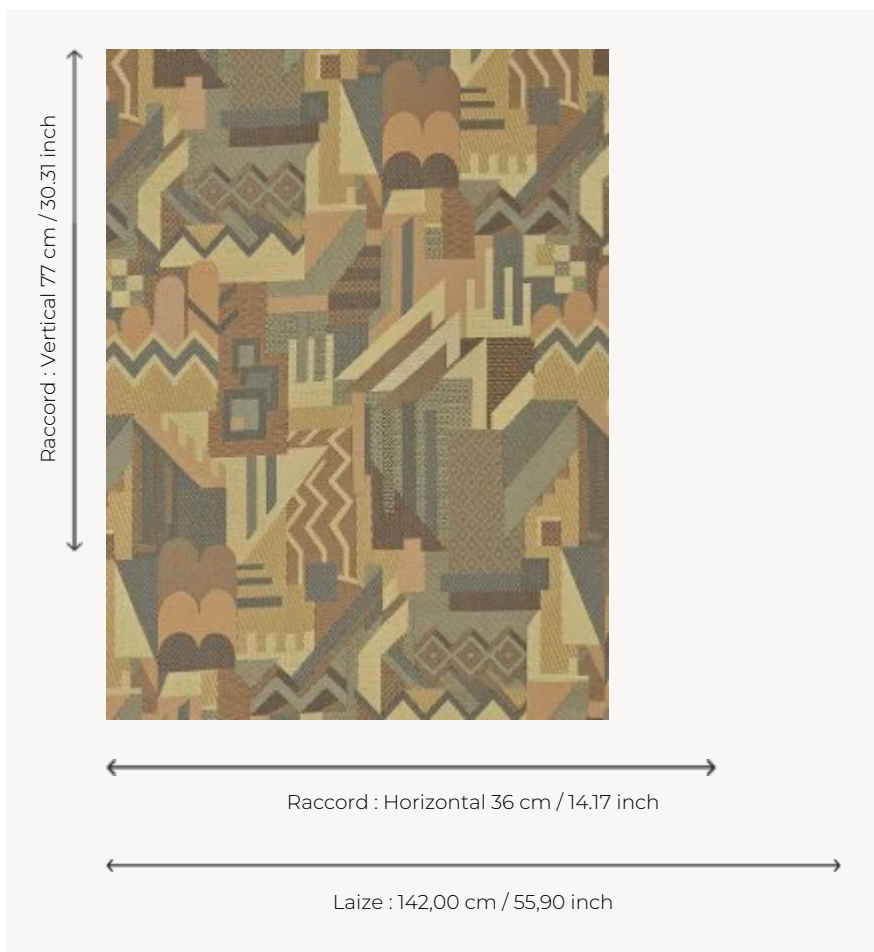 Raccord : Vertical 77 cm / 30.31 inch
Raccord : Horizontal 36 cm / 14.17 inch
Laize : 142,00 cm / 55,90 inch